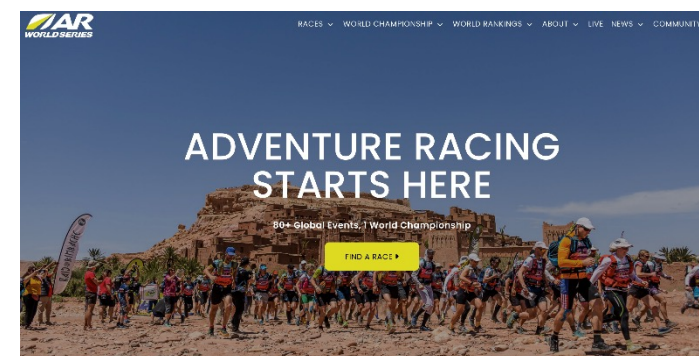 AR
WORLD SERIES
RACES
WORLD CHAMPIONSHIP
WORLD RANKINGS
ABOUT
LIVE
NEWS
COMMUNITY
ADVENTURE RACING
STARTS HERE
80+ Global Events, 1 World Championship
FIND A RACE